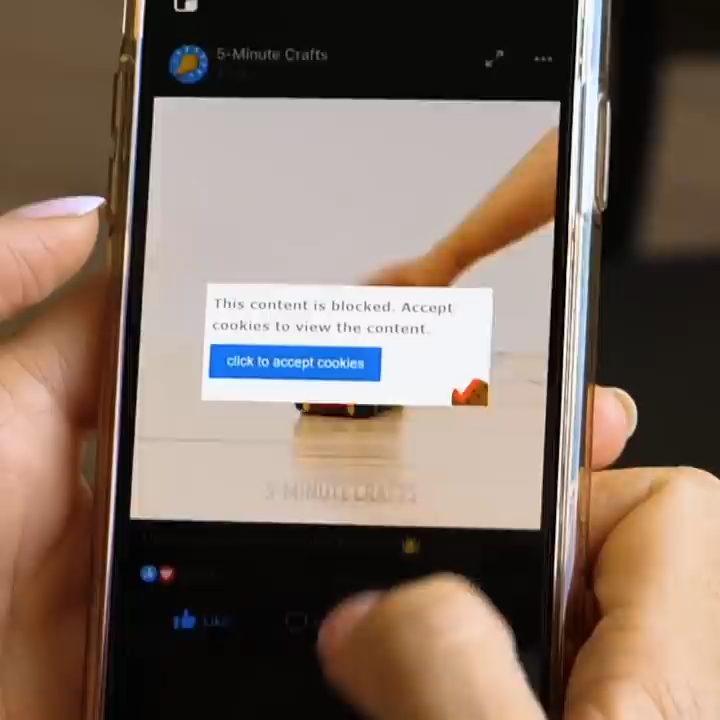 5-Minute Crafts
This content is blocked. Accept
cookies to view the content.
click to accept cookies
5-MINUTE CRAFTS
Like